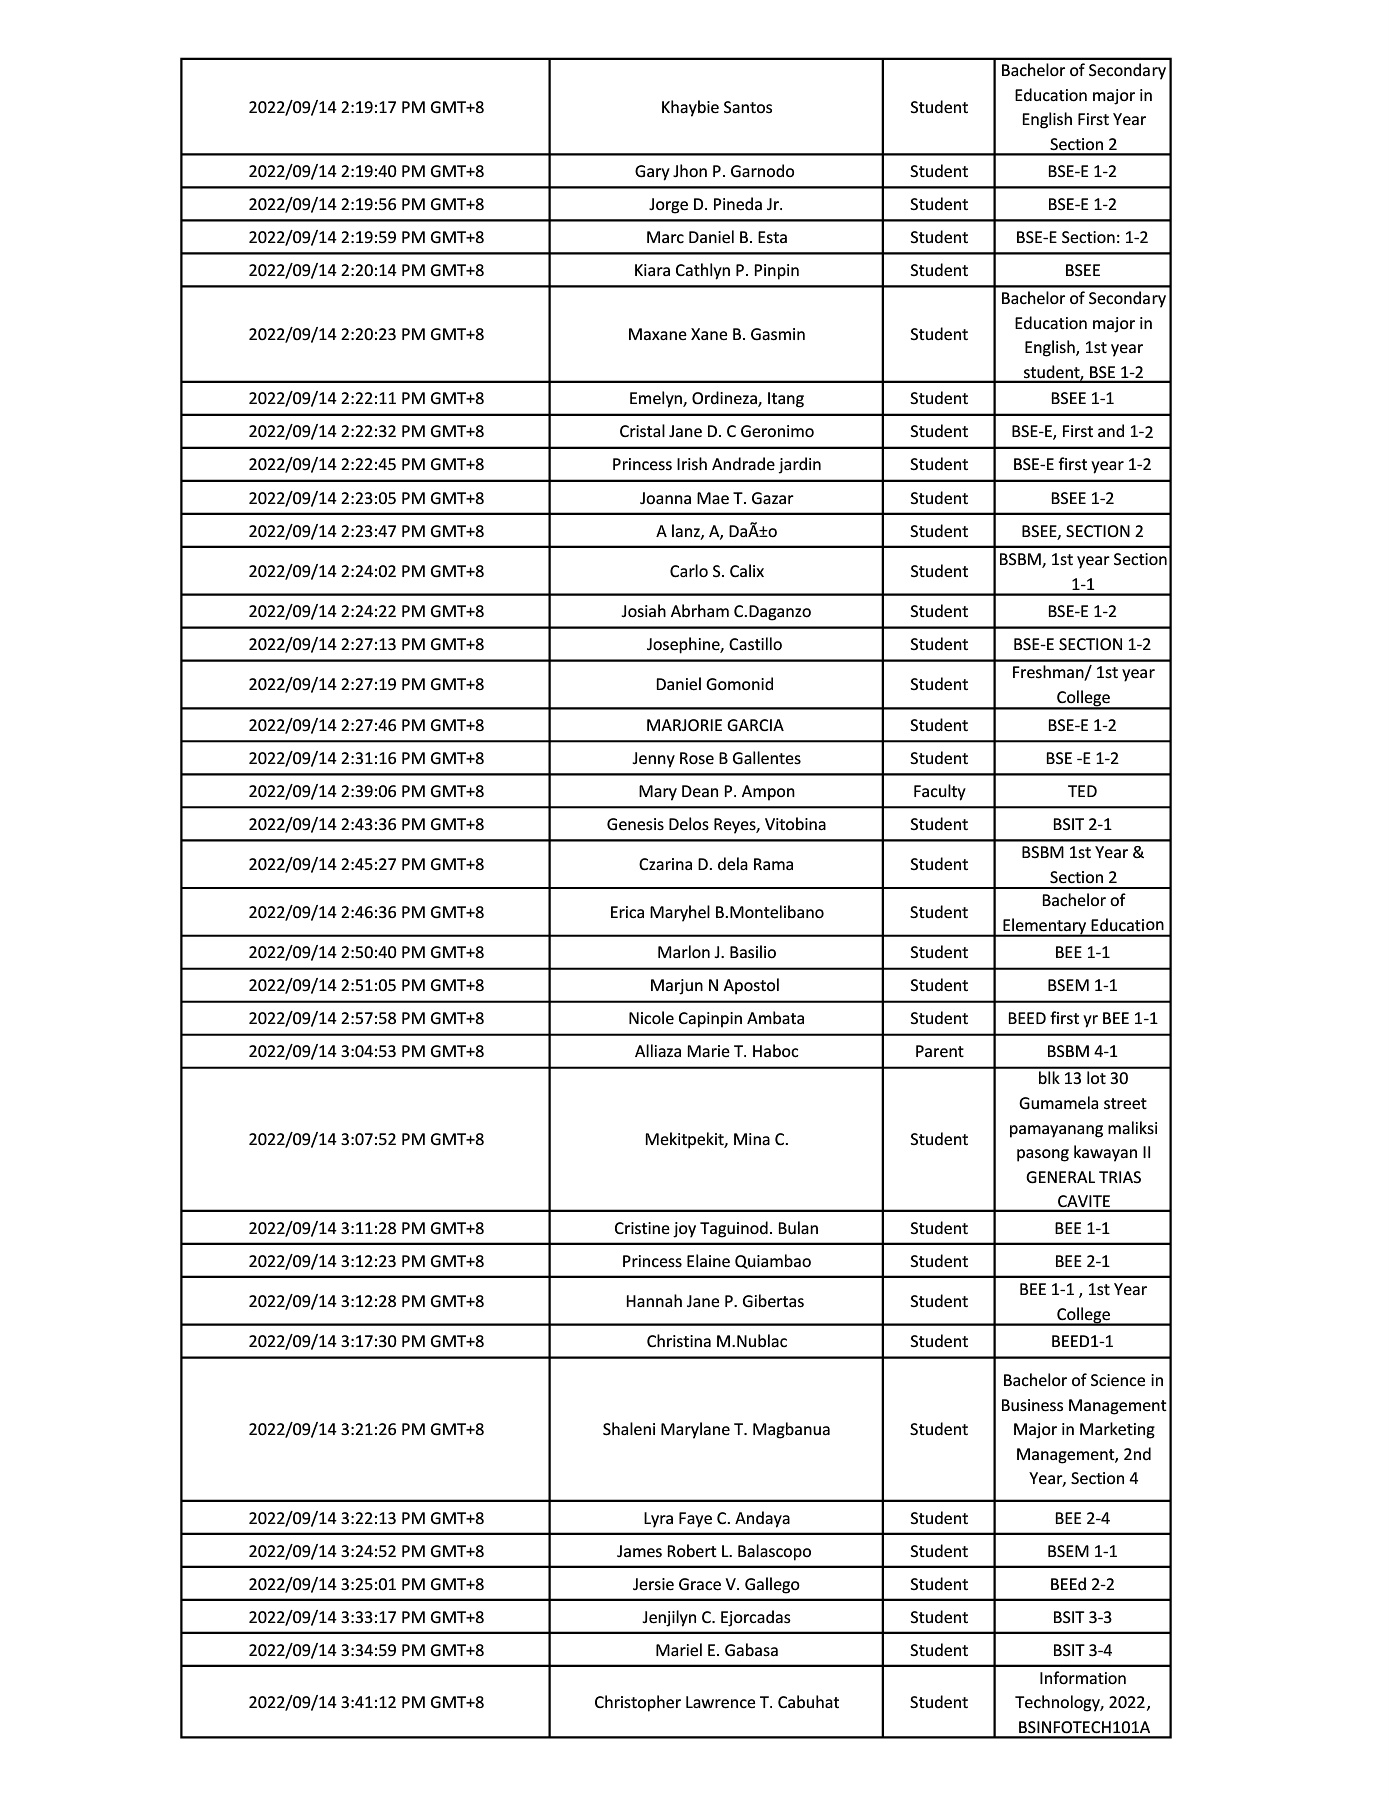 2022/09/14 2:19:17 PM GMT+8 Khaybie Santos Student Bachelor of Secondary
Education major in
English First Year
Section 2
2022/09/14 2:19:40 PM GMT+8 Gary Jhon P. Garnodo Student BSE-E 1-2
2022/09/14 2:19:56 PM GMT+8 Jorge D. Pineda Jr. Student BSE-E 1-2
2022/09/14 2:19:59 PM GMT+8 Marc Daniel B. Esta Student BSE-E Section: 1-2
2022/09/14 2:20:14 PM GMT+8 Kiara Cathlyn P. Pinpin Student BSEE
2022/09/14 2:20:23 PM GMT+8 Maxane Xane B. Gasmin Student Bachelor of Secondary
Education major in
English, 1st year
student, BSE 1-2
2022/09/14 2:22:11 PM GMT+8 Emelyn, Ordineza, Itang Student BSEE 1-1
2022/09/14 2:22:32 PM GMT+8 Cristal Jane D. C Geronimo Student BSE-E, First and 1-2
2022/09/14 2:22:45 PM GMT+8 Princess Irish Andrade jardin Student BSE-E first year 1-2
2022/09/14 2:23:05 PM GMT+8 Joanna Mae T. Gazar Student BSEE 1-2
2022/09/14 2:23:47 PM GMT+8 A lanz, A, DaÃ±o Student BSEE, SECTION 2
2022/09/14 2:24:02 PM GMT+8 Carlo S. Calix Student BSBM, 1st year Section
1-1
2022/09/14 2:24:22 PM GMT+8 Josiah Abrham C.Daganzo Student BSE-E 1-2
2022/09/14 2:27:13 PM GMT+8 Josephine, Castillo Student BSE-E SECTION 1-2
2022/09/14 2:27:19 PM GMT+8 Daniel Gomonid Student Freshman/ 1st year
College
2022/09/14 2:27:46 PM GMT+8 MARJORIE GARCIA Student BSE-E 1-2
2022/09/14 2:31:16 PM GMT+8 Jenny Rose B Gallentes Student BSE -E 1-2
2022/09/14 2:39:06 PM GMT+8 Mary Dean P. Ampon Faculty TED
2022/09/14 2:43:36 PM GMT+8 Genesis Delos Reyes, Vitobina Student BSIT 2-1
2022/09/14 2:45:27 PM GMT+8 Czarina D. dela Rama Student BSBM 1st Year &
Section 2
2022/09/14 2:46:36 PM GMT+8 Erica Maryhel B.Montelibano Student Bachelor of
Elementary Education
2022/09/14 2:50:40 PM GMT+8 Marlon J. Basilio Student BEE 1-1
2022/09/14 2:51:05 PM GMT+8 Marjun N Apostol Student BSEM 1-1
2022/09/14 2:57:58 PM GMT+8 Nicole Capinpin Ambata Student BEED first yr BEE 1-1
2022/09/14 3:04:53 PM GMT+8 Alliaza Marie T. Haboc Parent BSBM 4-1
2022/09/14 3:07:52 PM GMT+8 Mekitpekit, Mina C. Student blk 13 lot 30
Gumamela street
pamayanang maliksi
pasong kawayan II
GENERAL TRIAS
CAVITE
2022/09/14 3:11:28 PM GMT+8 Cristine joy Taguinod. Bulan Student BEE 1-1
2022/09/14 3:12:23 PM GMT+8 Princess Elaine Quiambao Student BEE 2-1
2022/09/14 3:12:28 PM GMT+8 Hannah Jane P. Gibertas Student BEE 1-1 , 1st Year
College
2022/09/14 3:17:30 PM GMT+8 Christina M.Nublac Student BEED1-1
2022/09/14 3:21:26 PM GMT+8 Shaleni Marylane T. Magbanua Student Bachelor of Science in
Business Management
Major in Marketing
Management, 2nd
Year, Section 4
2022/09/14 3:22:13 PM GMT+8 Lyra Faye C. Andaya Student BEE 2-4
2022/09/14 3:24:52 PM GMT+8 James Robert L. Balascopo Student BSEM 1-1
2022/09/14 3:25:01 PM GMT+8 Jersie Grace V. Gallego Student BEEd 2-2
2022/09/14 3:33:17 PM GMT+8 Jenjilyn C. Ejorcadas Student BSIT 3-3
2022/09/14 3:34:59 PM GMT+8 Mariel E. Gabasa Student BSIT 3-4
2022/09/14 3:41:12 PM GMT+8 Christopher Lawrence T. Cabuhat Student Information
Technology, 2022,
BSINFOTECH101A